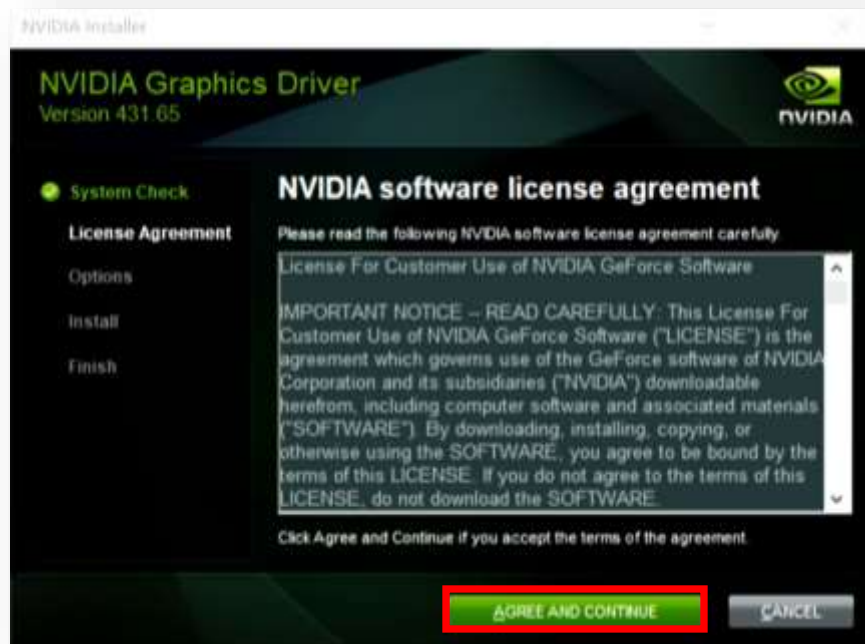 NVIDIA Installer
NVIDIA Graphics Driver
Version 431.65
NVIDIA
System Check
License Agreement
Options
Install
Finish
NVIDIA software license agreement
Please read the following NVIDIA software license agreement carefully.
License For Customer Use of NVIDIA GeForce Software
IMPORTANT NOTICE -- READ CAREFULLY: This License For
Customer Use of NVIDIA GeForce Software ("LICENSE") is the
agreement which governs use of the GeForce software of NVIDIA
Corporation and its subsidiaries ("NVIDIA") downloadable
herefrom, including computer software and associated materials
("SOFTWARE"). By downloading, installing, copying, or
otherwise using the SOFTWARE, you agree to be bound by the
terms of this LICENSE. If you do not agree to the terms of this
LICENSE, do not download the SOFTWARE.
Click Agree and Continue if you accept the terms of the agreement.
AGREE AND CONTINUE
CANCEL